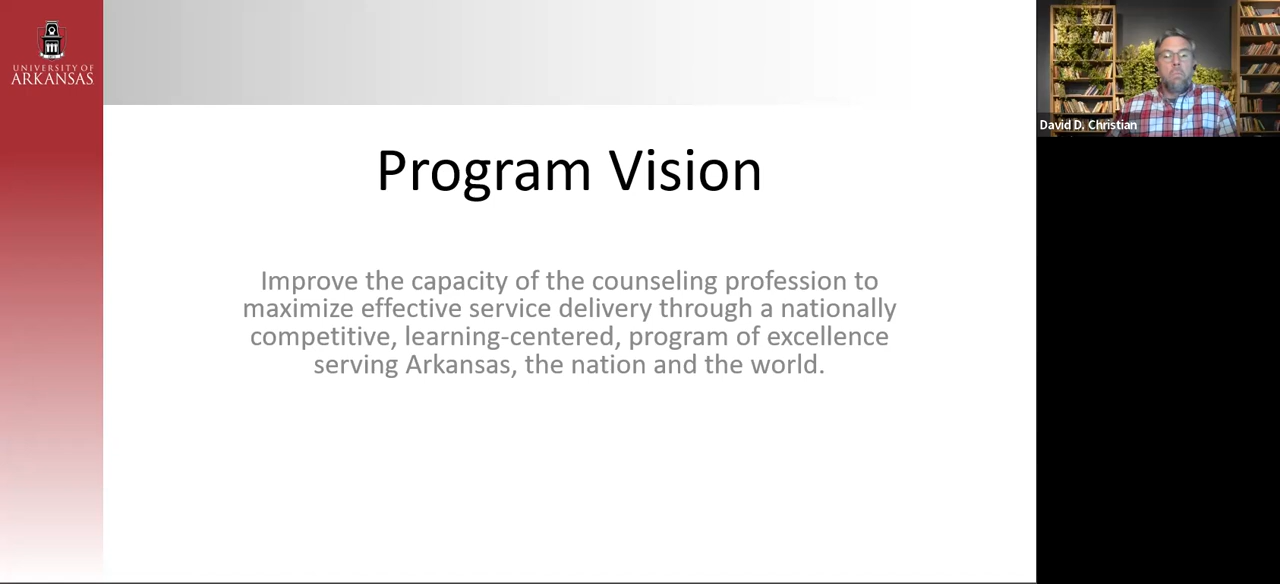 UNIVERSITY OF
ARKANSAS
Program Vision
Improve the capacity of the counseling profession to
maximize effective service delivery through a nationally
competitive, learning-centered, program of excellence
serving Arkansas, the nation and the world.
David D. Christian